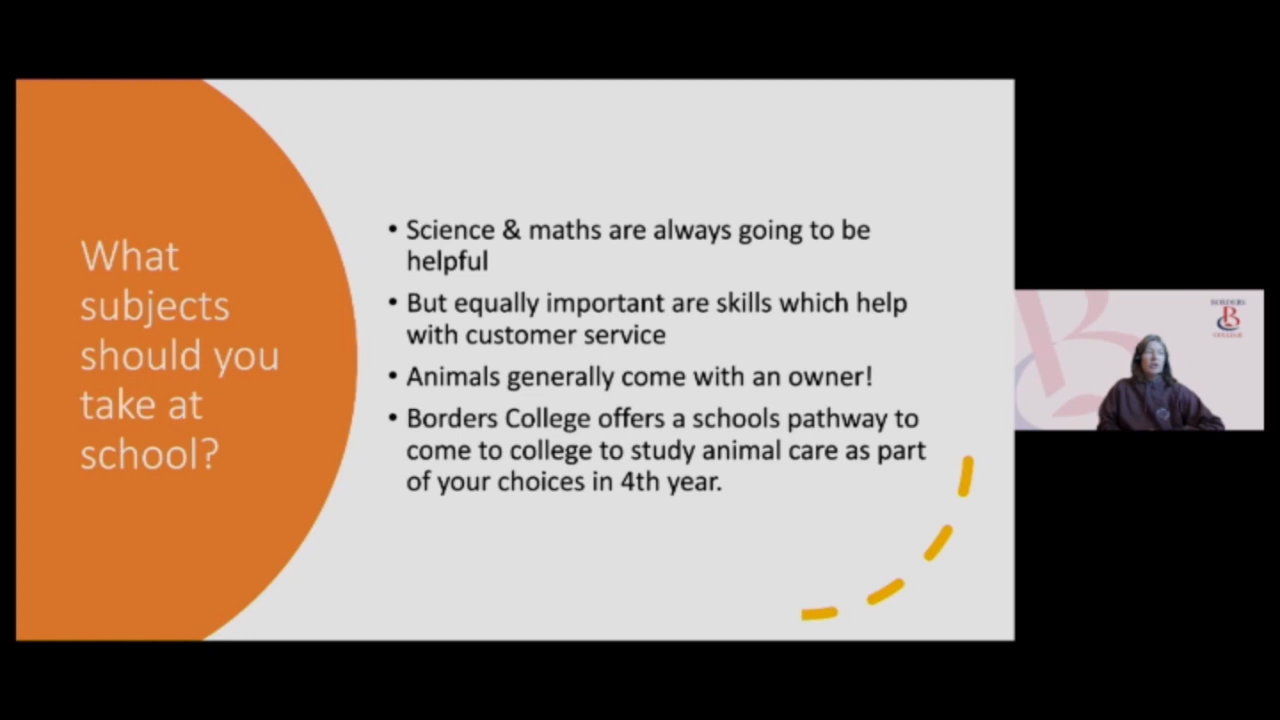 What
subjects
should you
take at
school?
• Science & maths are always going to be
helpful
• But equally important are skills which help
with customer service
• Animals generally come with an owner!
• Borders College offers a schools pathway to
come to college to study animal care as part
of your choices in 4th year.
BORDERS
B
COLLEGE